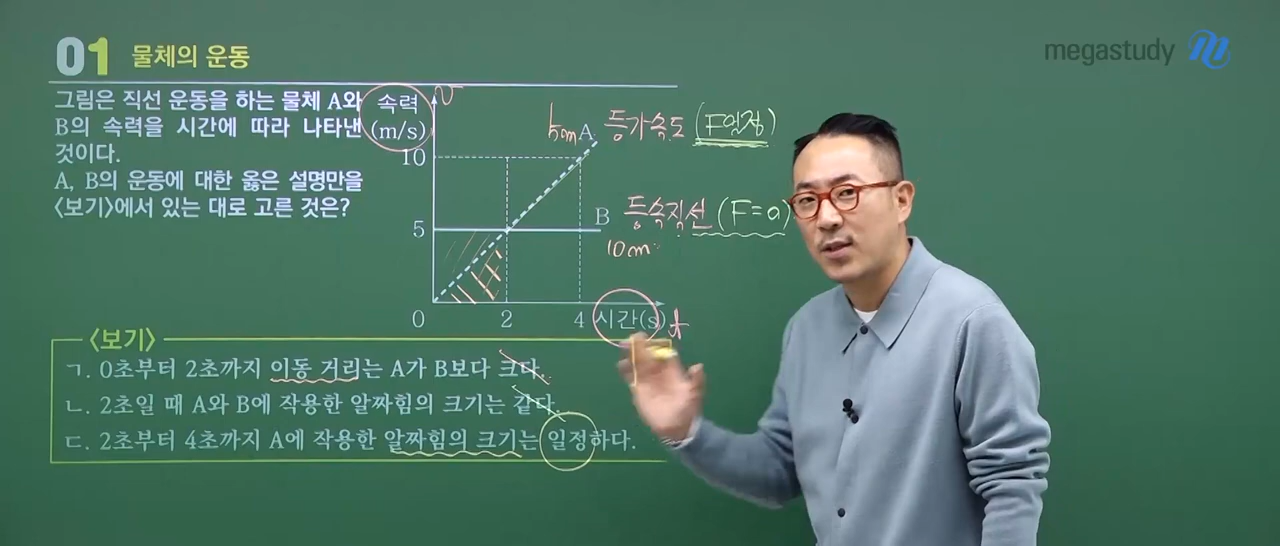 01 물체의 운동
megastudy
그림은 직선 운동을 하는 물체 A와
B의 속력을 시간에 따라 나타낸
것이다.
A, B의 운동에 대한 옳은 설명만을
〈보기〉에서 있는 대로 고른 것은?
속력
(m/s)
v
10
5
0
2
4
시간(s)
t
5m
A
등가속도 (F일정)
B
등속직선 (F=0)
10m
〈보기〉
ㄱ. 0초부터 2초까지 이동 거리는 A가 B보다 크다.
ㄴ. 2초일 때 A와 B에 작용한 알짜힘의 크기는 같다.
ㄷ. 2초부터 4초까지 A에 작용한 알짜힘의 크기는 일정하다.